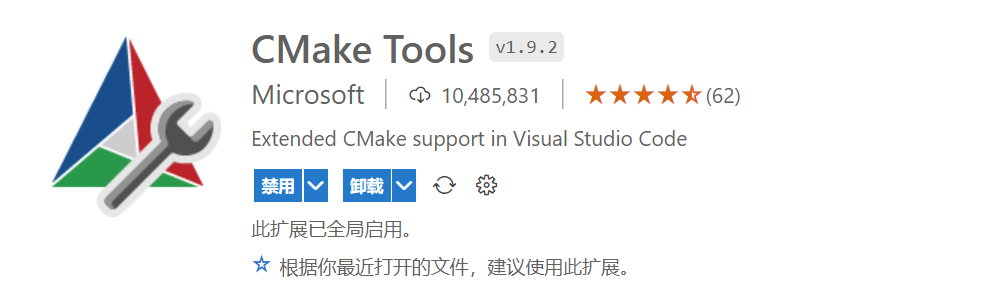 CMake Tools v1.9.2
Microsoft 10,485,831 (62)
Extended CMake support in Visual Studio Code
禁用 卸载
此扩展已全局启用。
根据你最近打开的文件，建议使用此扩展。